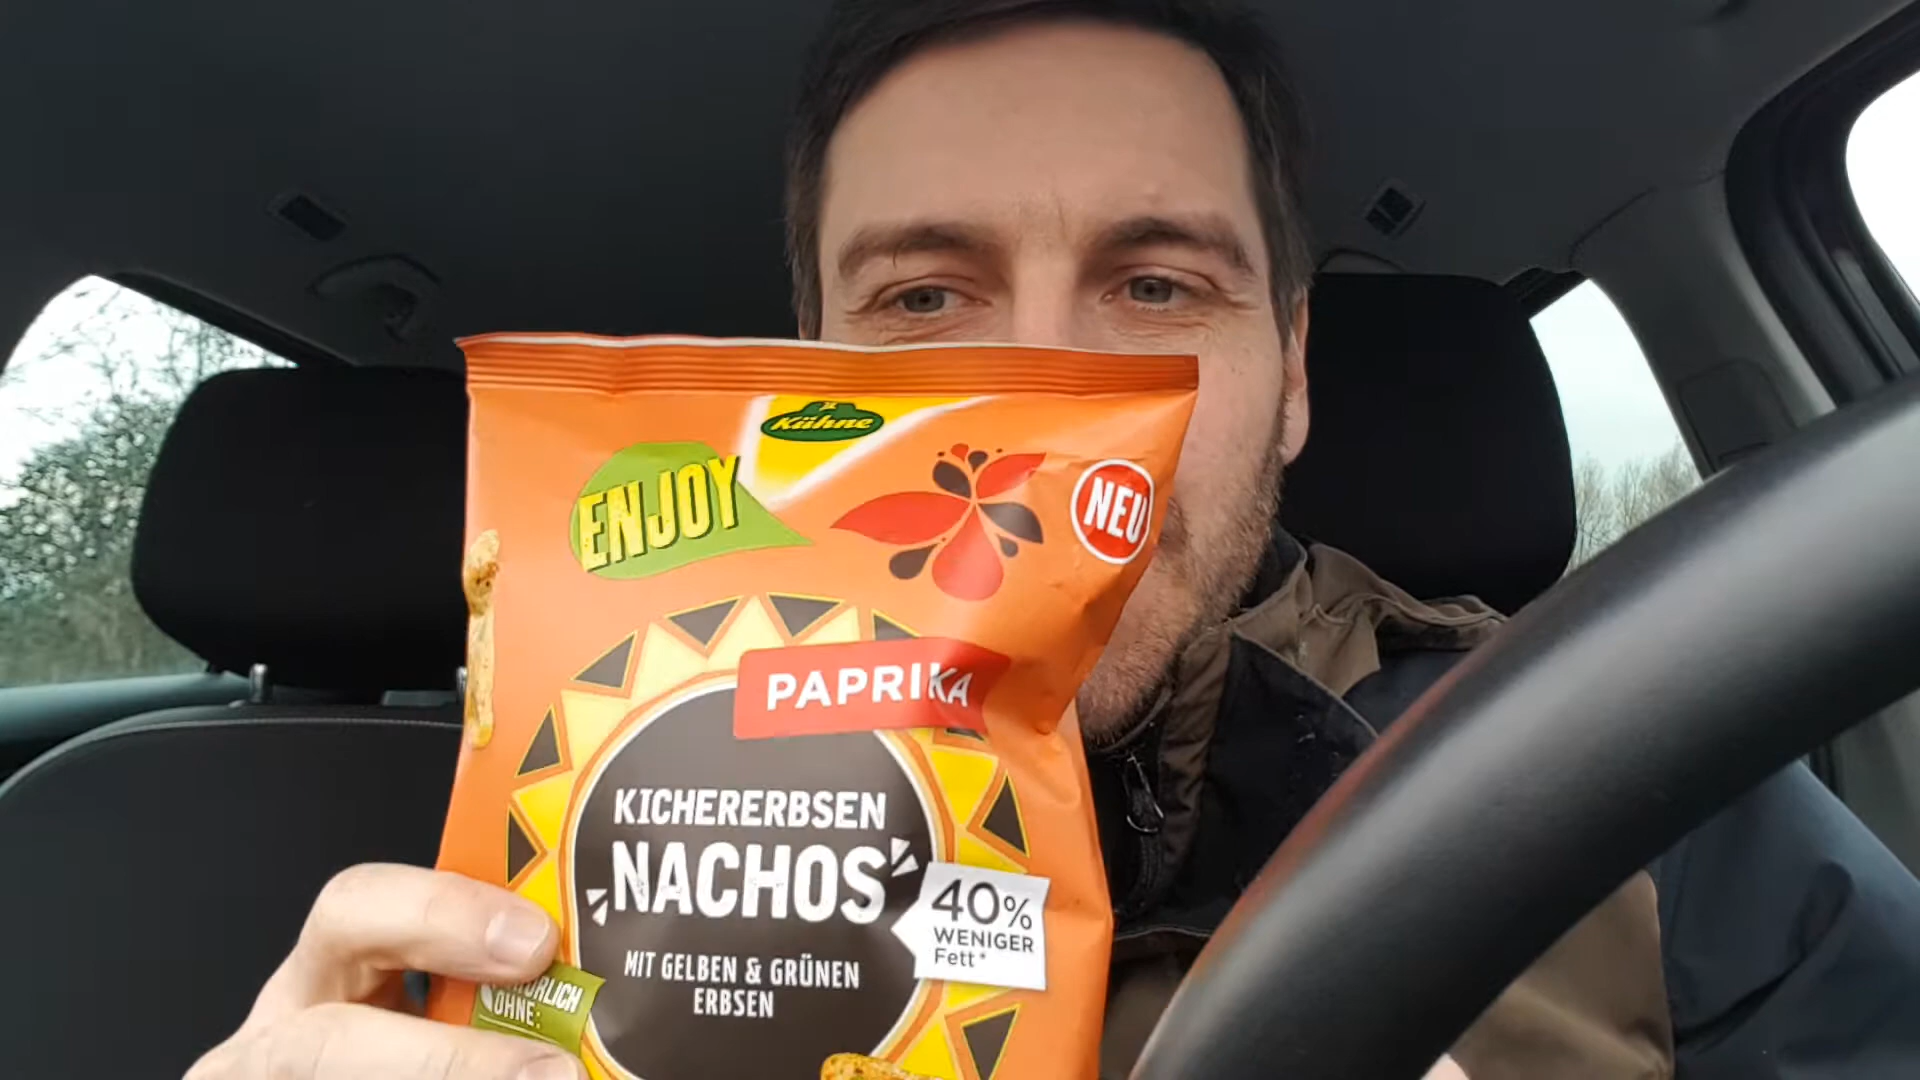 Kühne
ENJOY
NEU
PAPRIKA
KICHERERBSEN
NACHOS
40%
WENIGER
Fett*
MIT GELBEN & GRÜNEN
ERBSEN
OHNE: